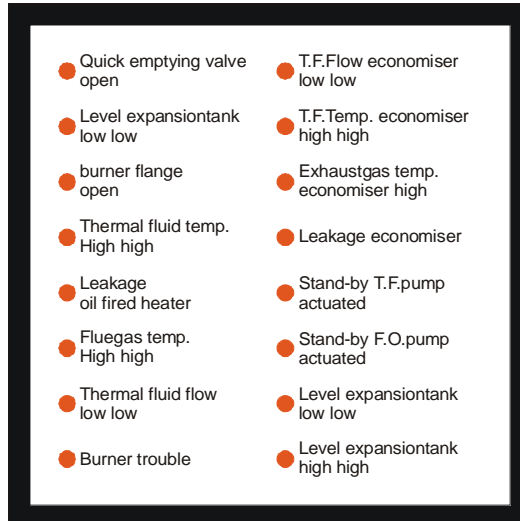 Quick emptying valve
open
Level expansiontank
low low
burner flange
open
Thermal fluid temp.
High high
Leakage
oil fired heater
Fluegas temp.
High high
Thermal fluid flow
low low
Burner trouble
T.F.Flow economiser
low low
T.F.Temp. economiser
high high
Exhaustgas temp.
economiser high
Leakage economiser
Stand-by T.F.pump
actuated
Stand-by F.O.pump
actuated
Level expansiontank
low low
Level expansiontank
high high